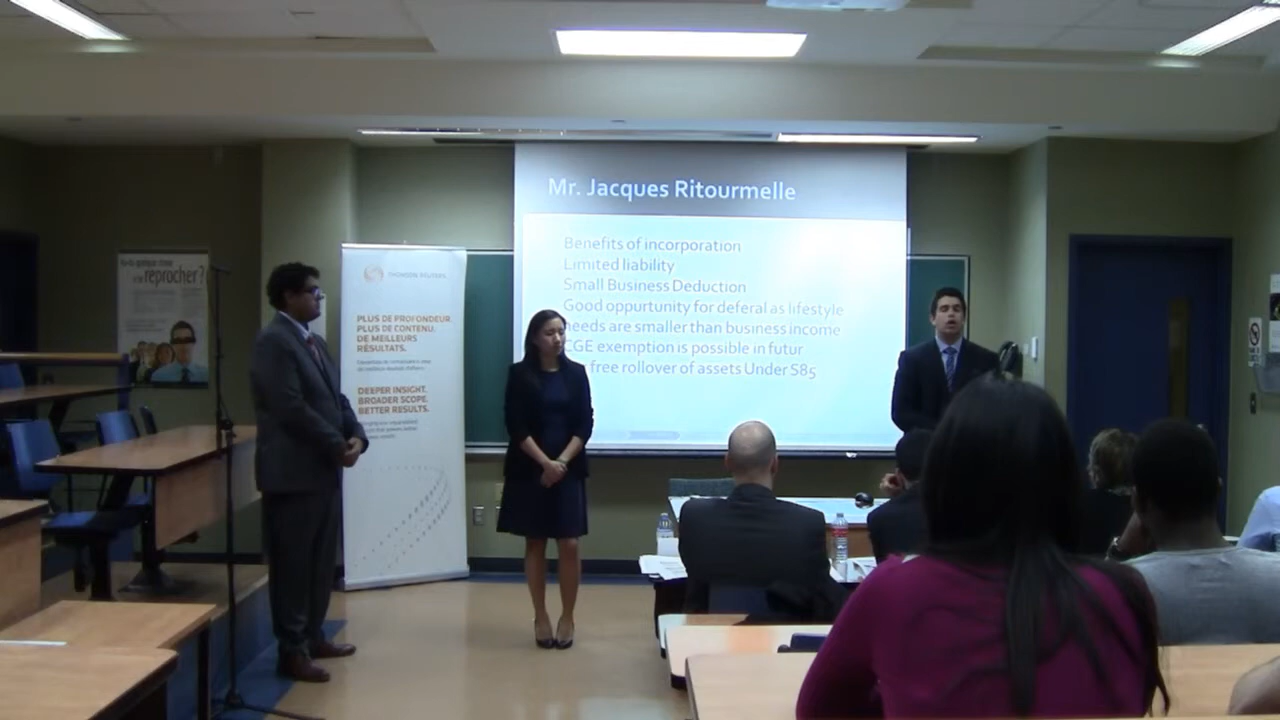 Mr. Jacques Ritourmelle
Benefits of incorporation
Limited liability
Small Business Deduction
Good opportunity for deferal as lifestyle
needs are smaller than business income
CGE exemption is possible in futur
free rollover of assets Under S85
THOMSON REUTERS
PLUS DE PROFONDEUR.
PLUS DE CONTENU.
DE MEILLEURS
RÉSULTATS.
DEEPER INSIGHT.
BROADER SCOPE.
BETTER RESULTS.
reprocher?